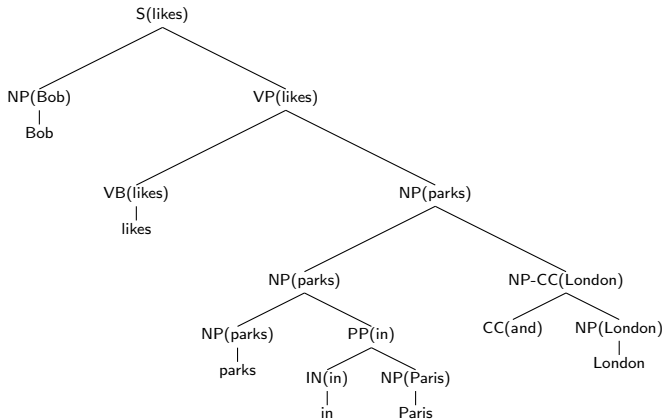 S(likes)
NP(Bob) VP(likes)
Bob
VB(likes) NP(parks)
likes
NP(parks) NP-CC(London)
NP(parks) PP(in) CC(and) NP(London)
parks London
IN(in) NP(Paris)
in Paris